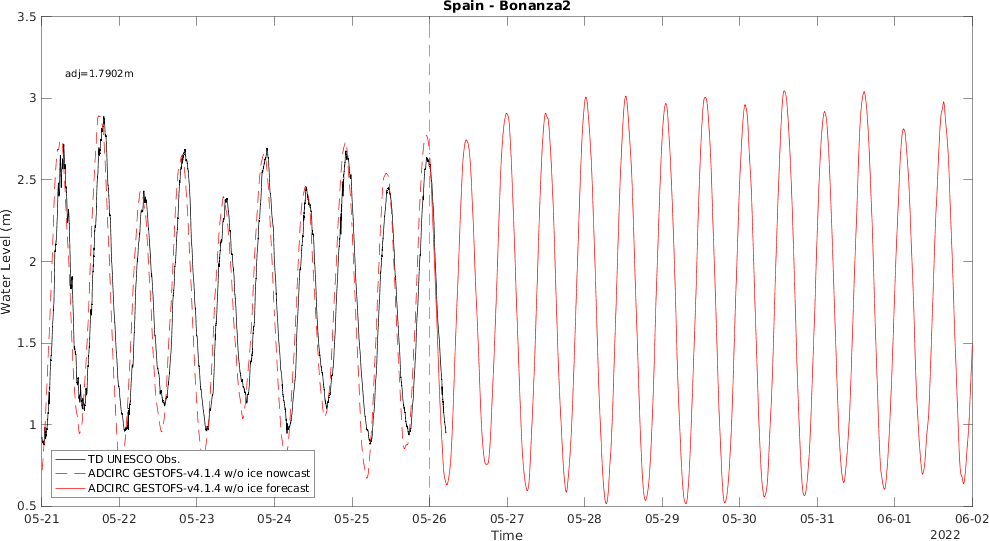 Spain - Bonanza2
3.5
3
2.5
2
1.5
1
0.5
Water Level (m)
adj=1.7902m
TD UNESCO Obs.
ADCIRC GESTOFS-v4.1.4 w/o ice nowcast
ADCIRC GESTOFS-v4.1.4 w/o ice forecast
05-21 05-22 05-23 05-24 05-25 05-26 05-27 05-28 05-29 05-30 05-31 06-01 06-02
Time
2022